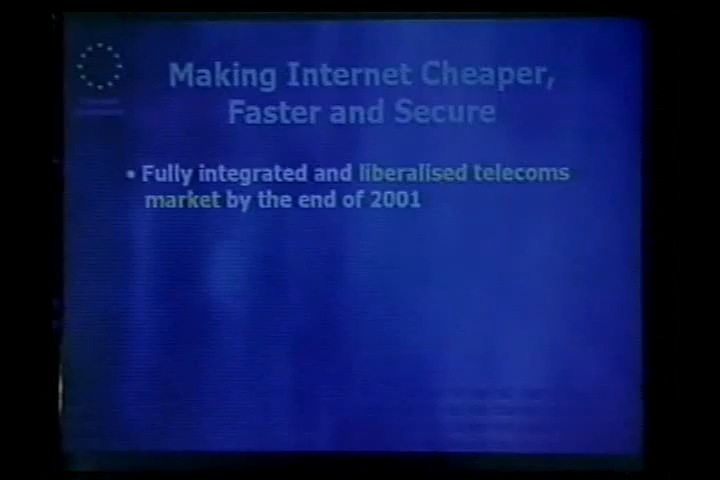 Making Internet Cheaper,
Faster and Secure
• Fully integrated and liberalised telecoms
market by the end of 2001